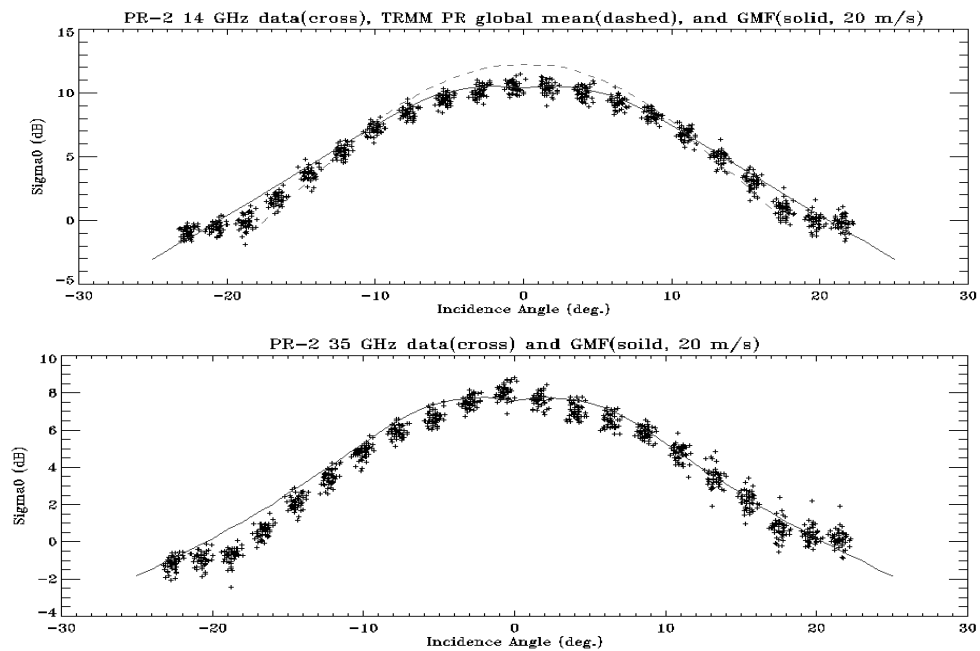 PR-2 14 GHz data(cross), TRMM PR global mean(dashed), and GMF(solid, 20 m/s)
15
10
5
0
-5
Sigma0 (dB)
-30 -20 -10 0 10 20 30
Incidence Angle (deg.)
PR-2 35 GHz data(cross) and GMF(soild, 20 m/s)
10
8
6
4
2
0
-2
-4
Sigma0 (dB)
-30 -20 -10 0 10 20 30
Incidence Angle (deg.)